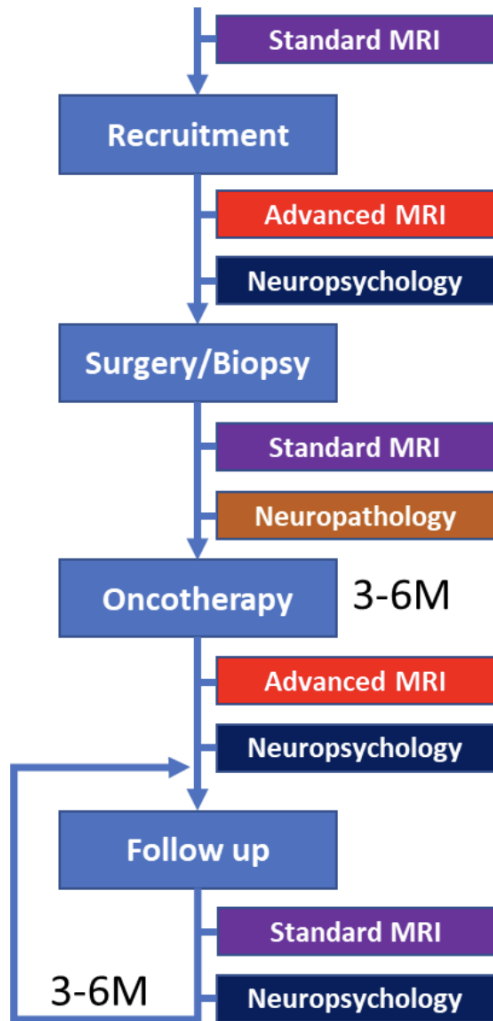 Standard MRI
Recruitment
Advanced MRI
Neuropsychology
Surgery/Biopsy
Standard MRI
Neuropathology
Oncotherapy
3-6M
Advanced MRI
Neuropsychology
Follow up
Standard MRI
3-6M
Neuropsychology